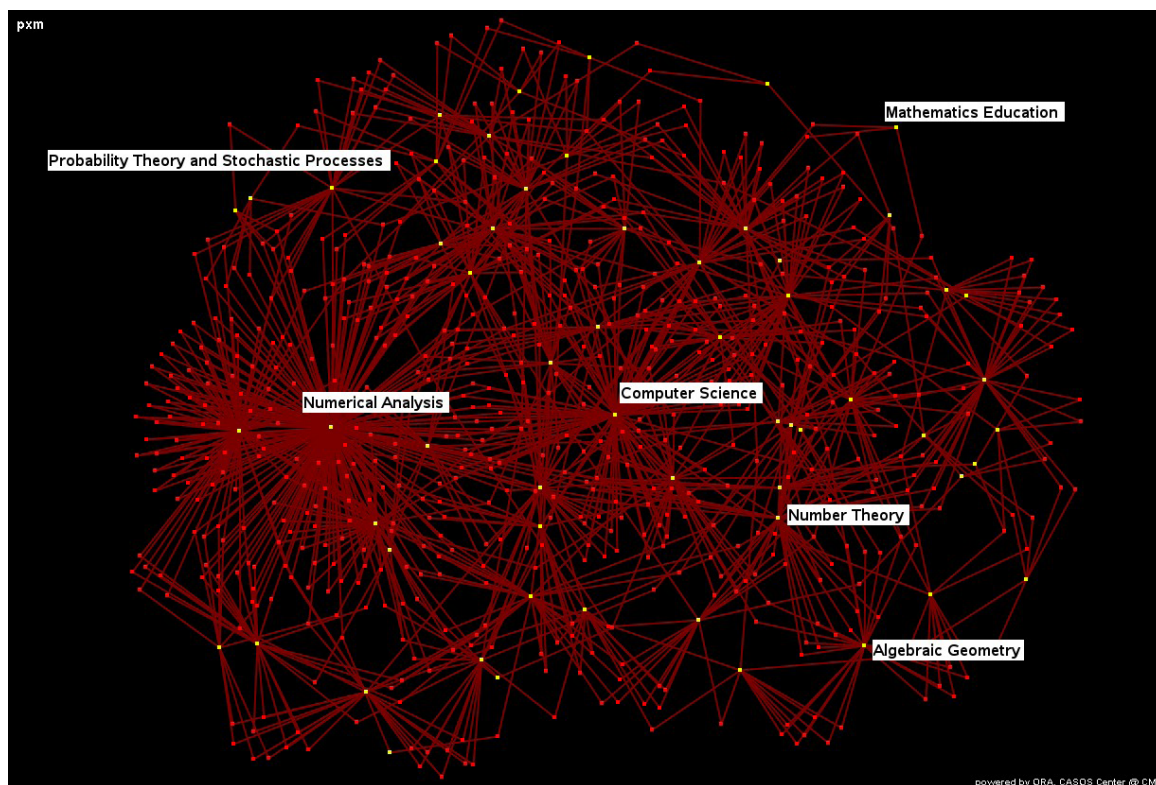 pxm
Mathematics Education
Probability Theory and Stochastic Processes
Computer Science
Numerical Analysis
Number Theory
Algebraic Geometry
powered by ORA, CASOS Center @ CM